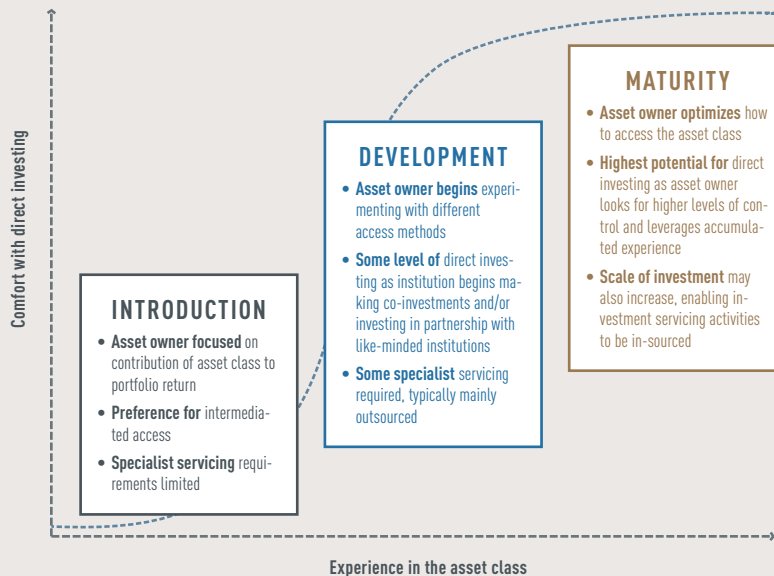 Comfort with direct investing
INTRODUCTION
• Asset owner focused on
contribution of asset class to
portfolio return
• Preference for intermedia-
ted access
• Specialist servicing requi-
rements limited
DEVELOPMENT
• Asset owner begins experi-
menting with different
access methods
• Some level of direct inves-
ting as institution begins ma-
king co-investments and/or
investing in partnership with
like-minded institutions
• Some specialist servicing
required, typically mainly
outsourced
MATURITY
• Asset owner optimizes how
to access the asset class
• Highest potential for direct
investing as asset owner
looks for higher levels of con-
trol and leverages accumula-
ted experience
• Scale of investment may
also increase, enabling in-
vestment servicing activities
to be in-sourced
Experience in the asset class